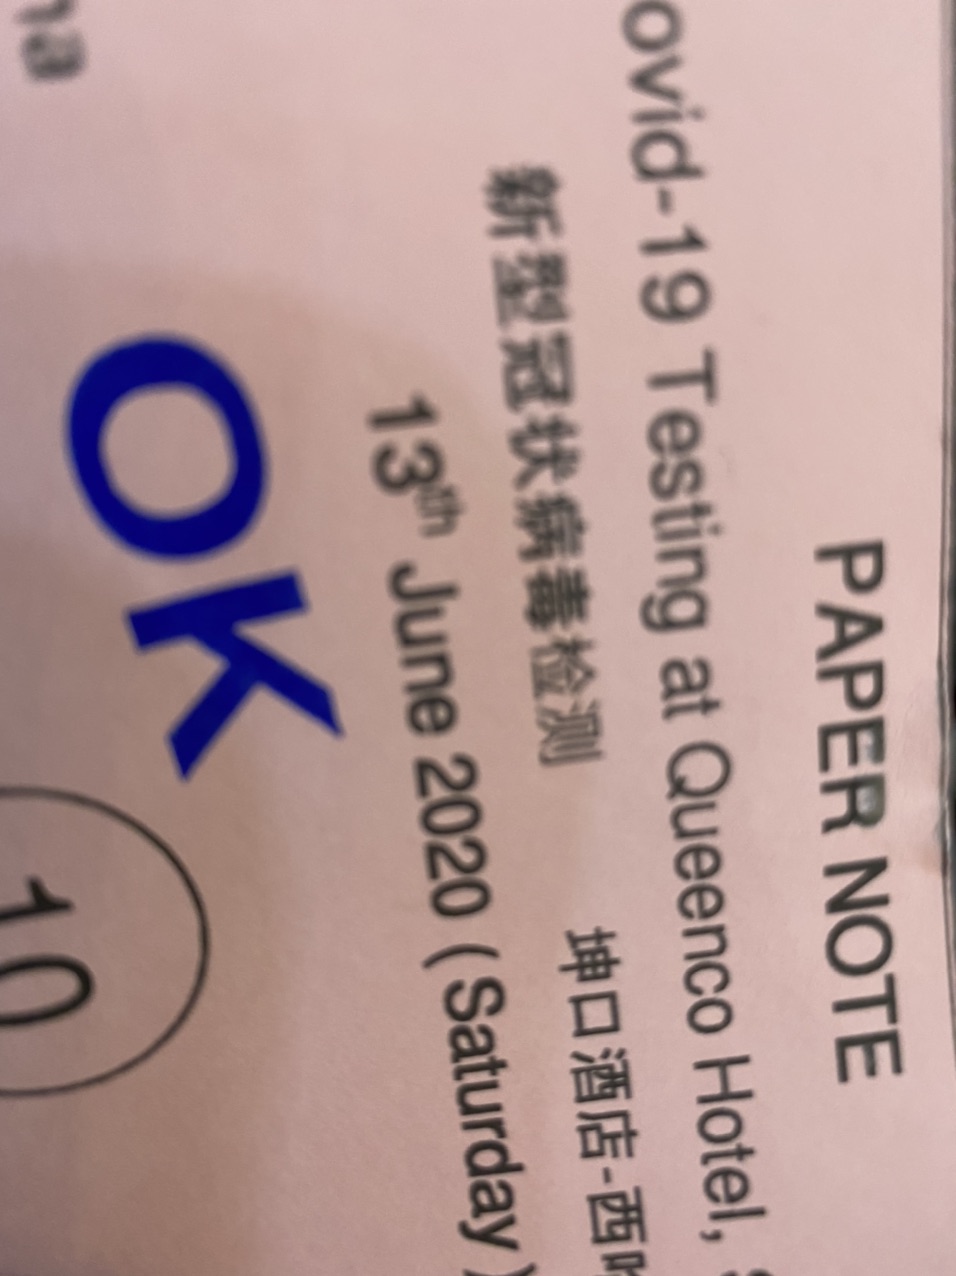 PAPER NOTE
ovid-19 Testing at Queenco Hotel,
新型冠状病毒检测 坤口酒店-西
13th June 2020 (Saturday)
OK
10